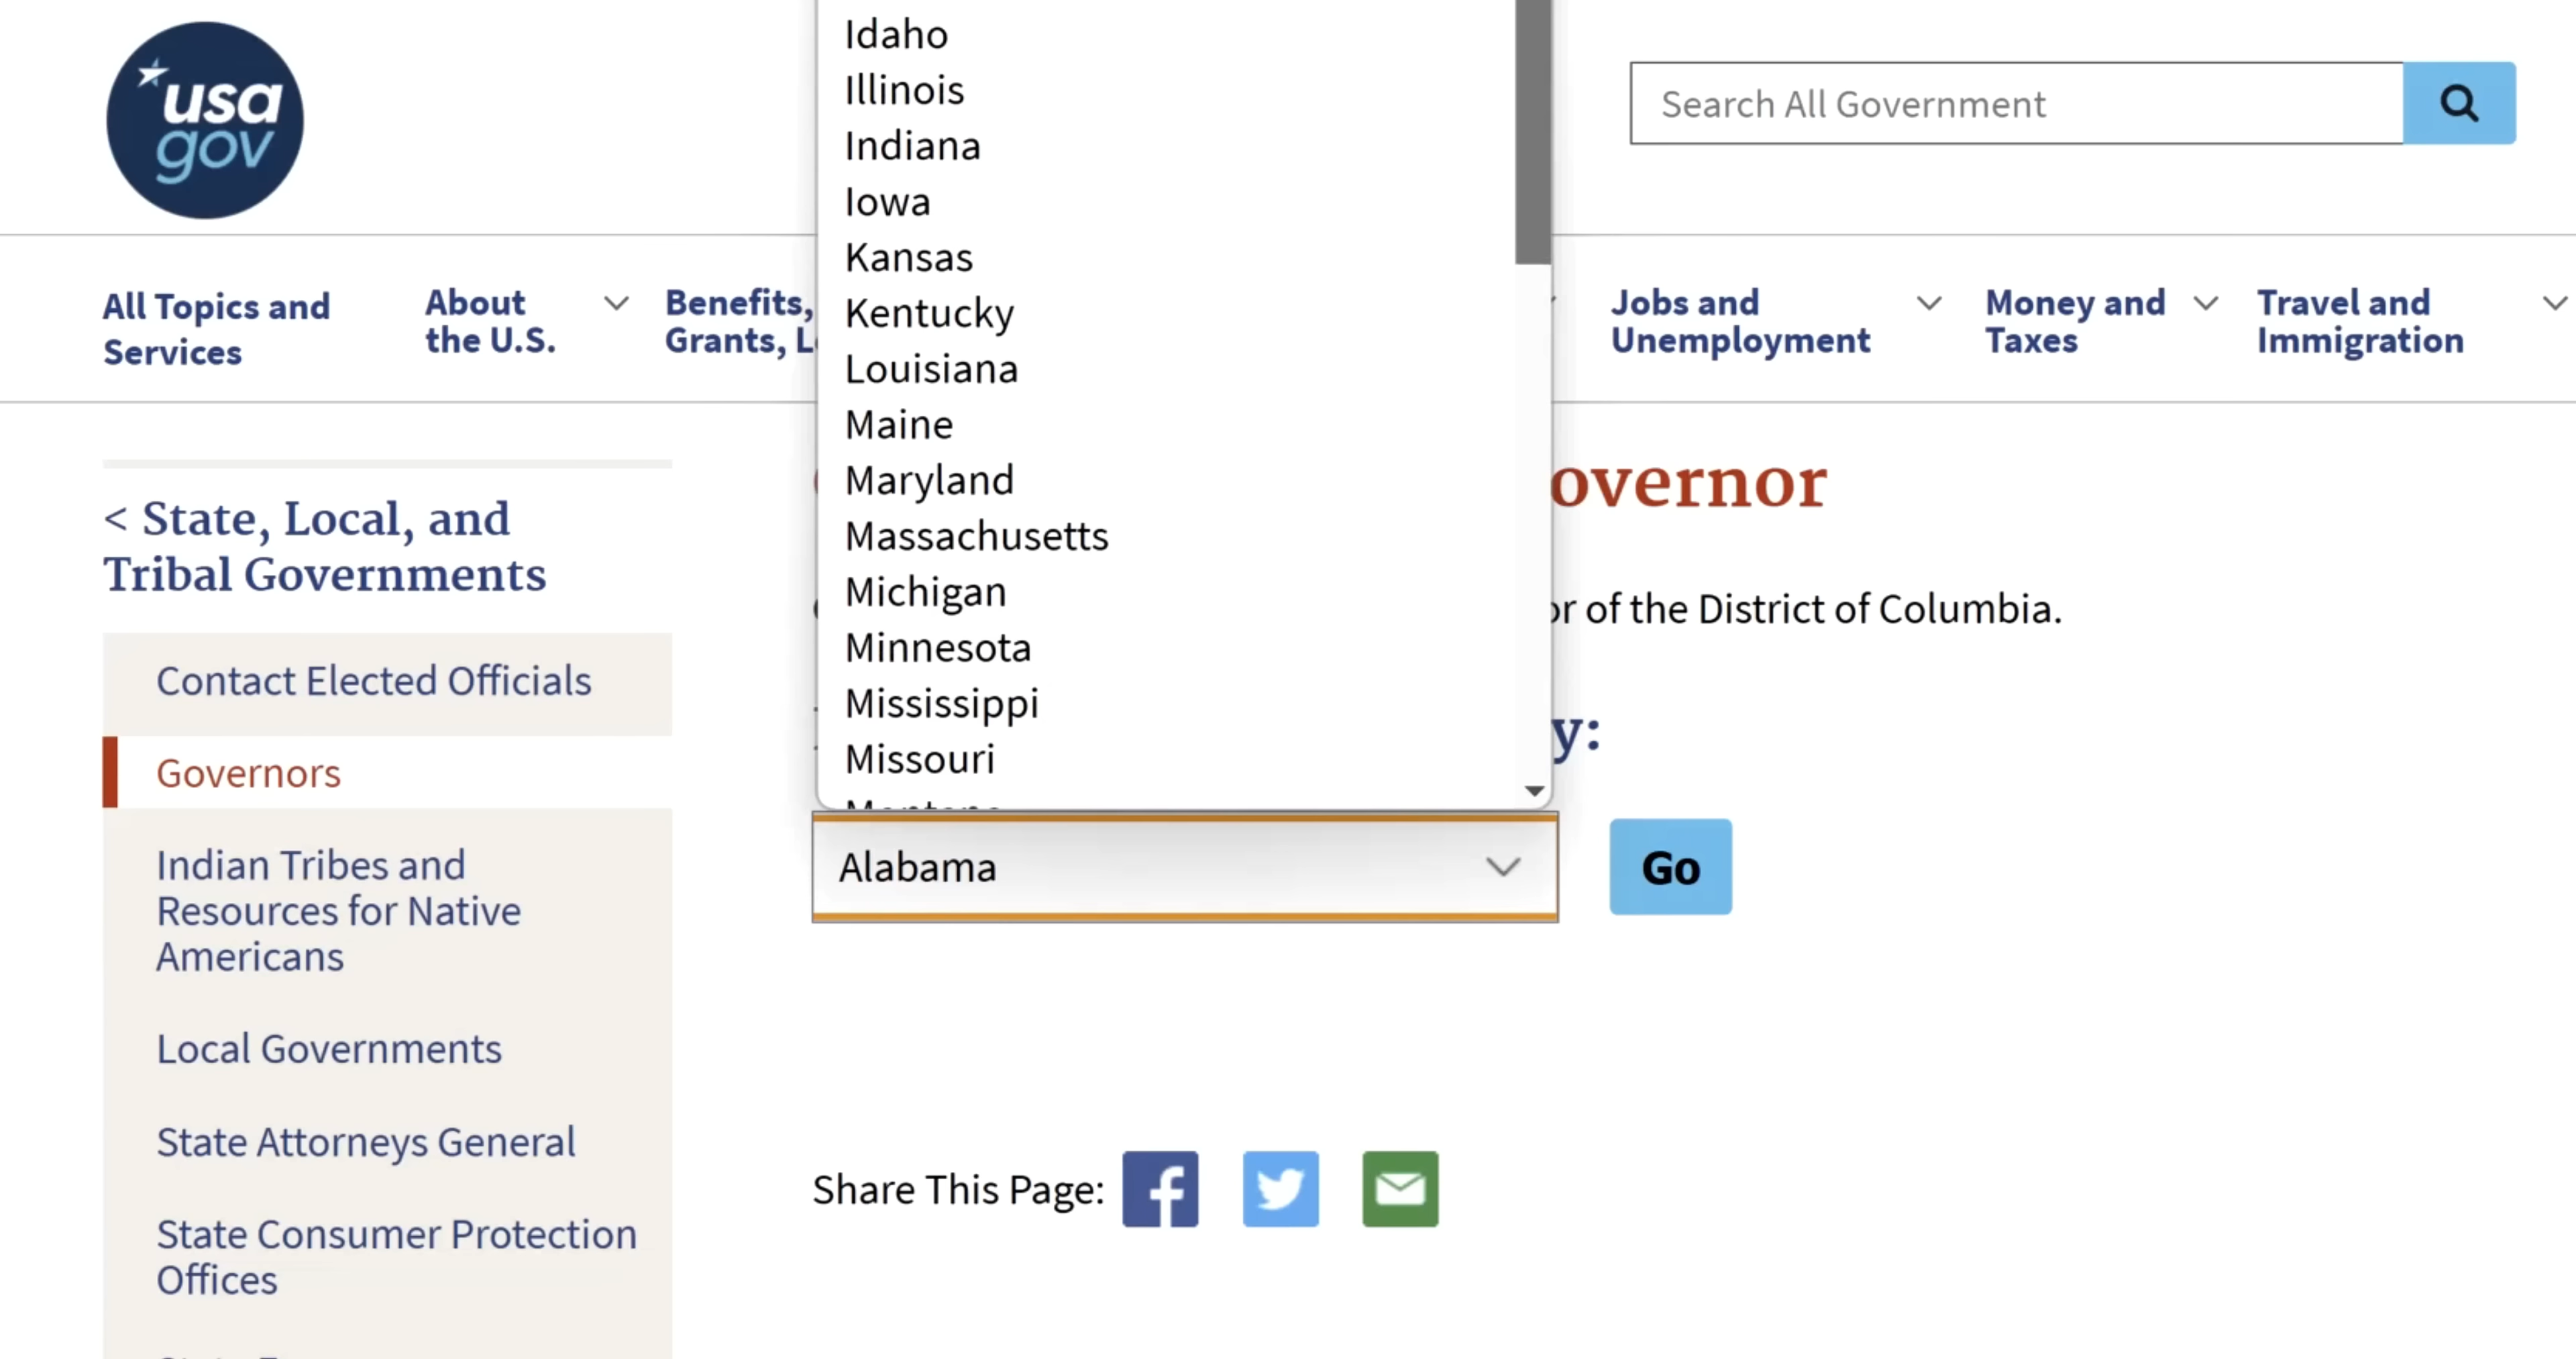 usa
gov
Search All Government
All Topics and
Services
About
the U.S.
Benefits,
Grants,
Jobs and
Unemployment
Money and
Taxes
Travel and
Immigration
Idaho
Illinois
Indiana
Iowa
Kansas
Kentucky
Louisiana
Maine
Maryland
Massachusetts
Michigan
Minnesota
Mississippi
Missouri
Alabama
Go
overnor
of the District of Columbia.
y:
< State, Local, and
Tribal Governments
Contact Elected Officials
Governors
Indian Tribes and
Resources for Native
Americans
Local Governments
State Attorneys General
State Consumer Protection
Offices
Share This Page: